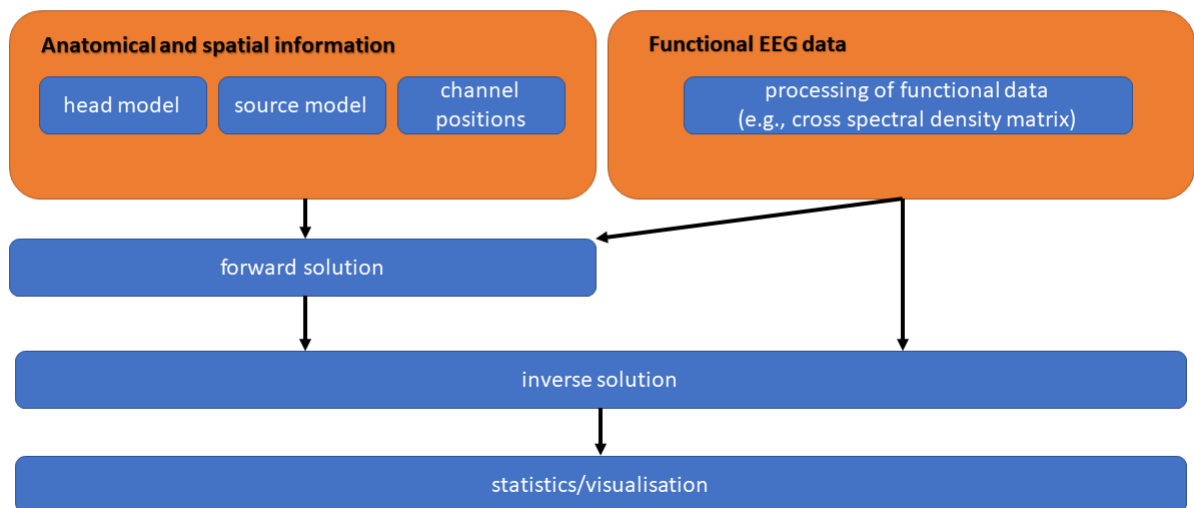 Anatomical and spatial information
head model
source model
channel
positions
Functional EEG data
processing of functional data
(e.g., cross spectral density matrix)
forward solution
inverse solution
statistics/visualisation